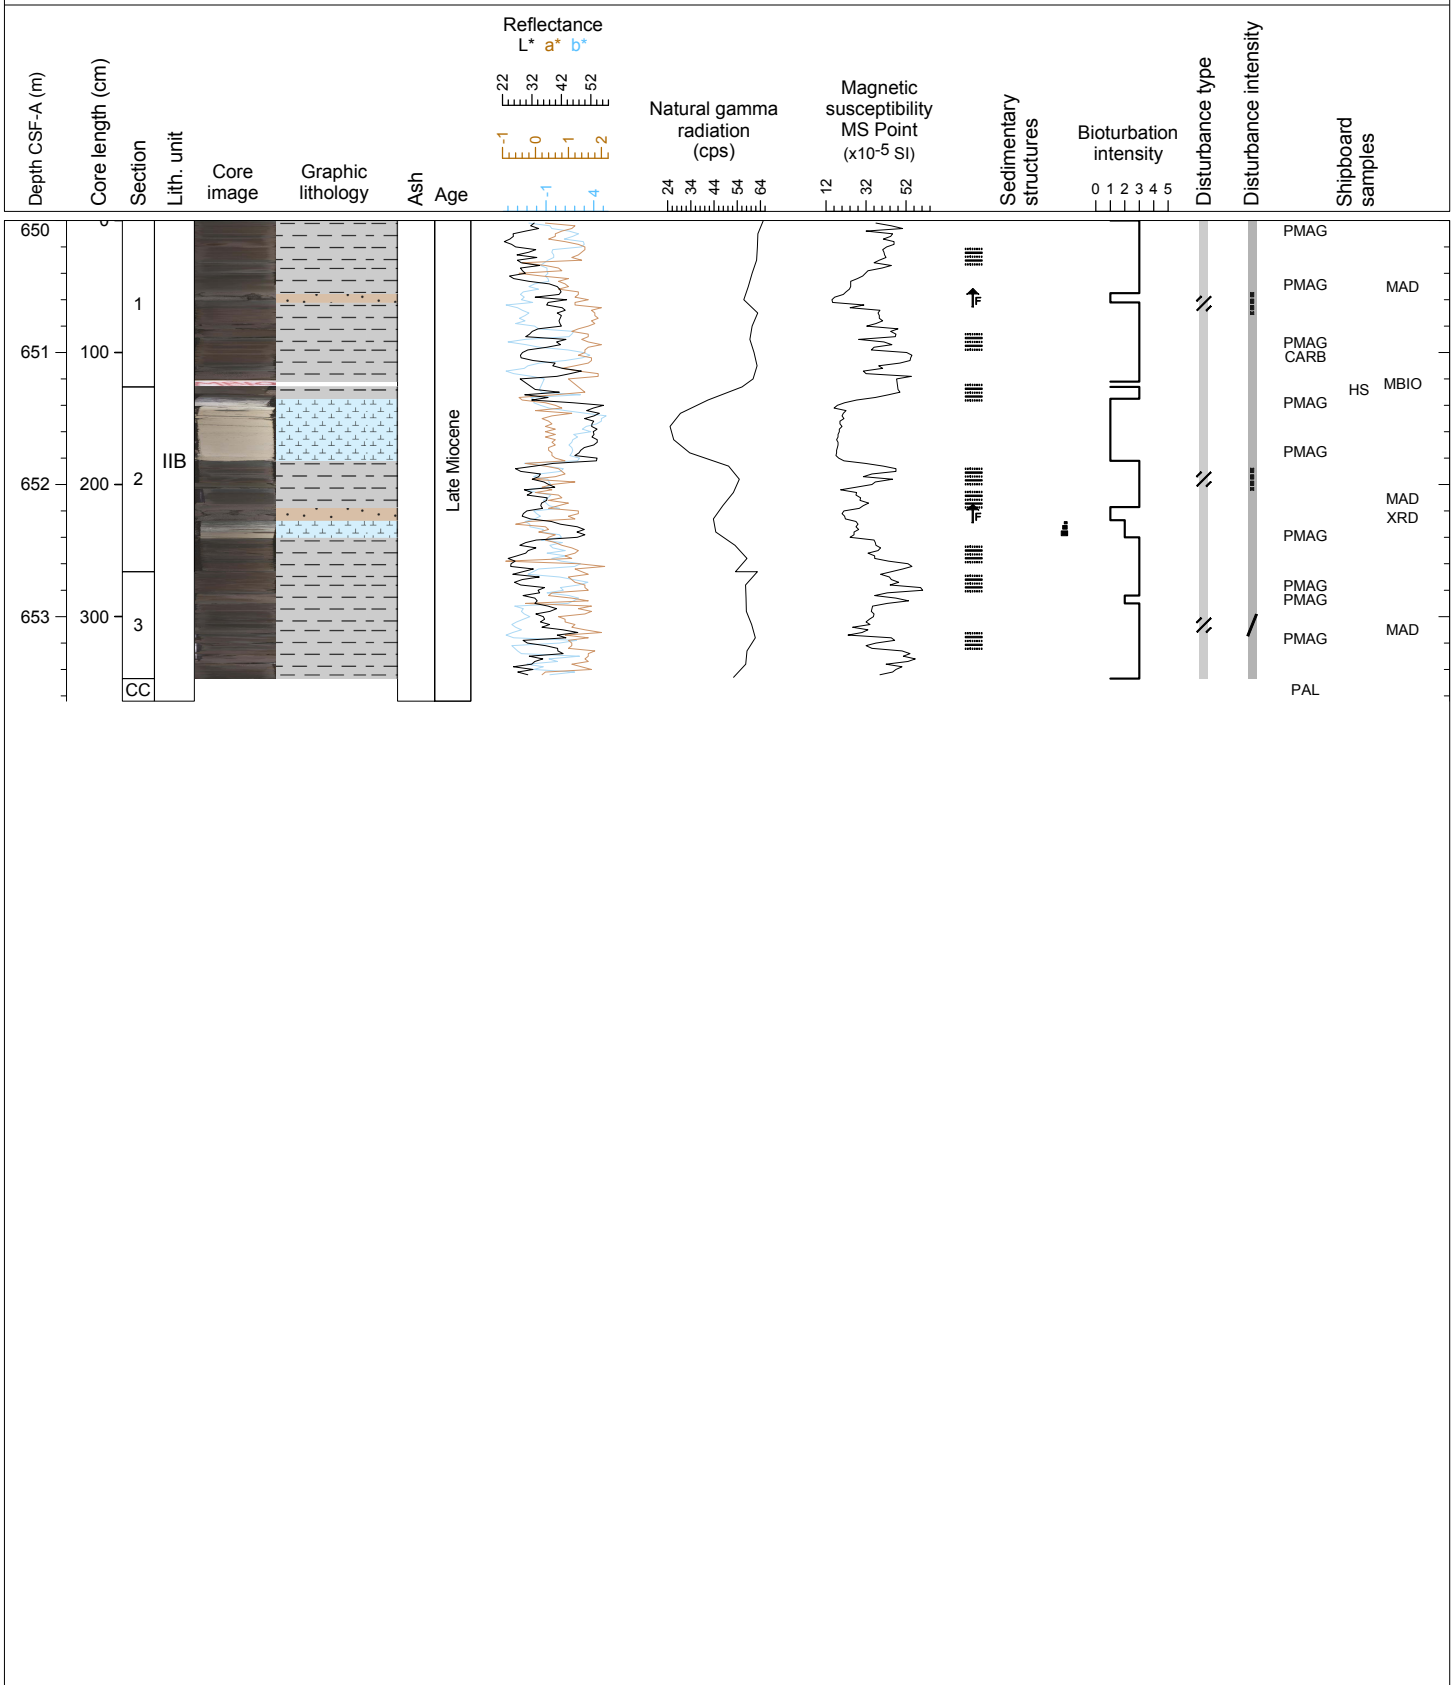 Reflectance
L* a* b*
22 32 42 52
-1 0 1 2
-1 4
Depth CSF-A (m)
Core length (cm)
Section
Lith. unit
Core
image
Graphic
lithology
Ash
Age
Natural gamma
radiation
(cps)
24 34 44 54 64
Magnetic
susceptibility
MS Point
(x10-5 SI)
12 32 52
Sedimentary
structures
Bioturbation
intensity
0 1 2 3 4 5
Disturbance type
Disturbance intensity
Shipboard
samples
650
0
PMAG
F
PMAG
MAD
1
651
100
PMAG
CARB
HS
MBIO
PMAG
IIB
Late Miocene
PMAG
2
652
200
MAD
F
XRD
PMAG
PMAG
PMAG
653
300
3
MAD
PMAG
CC
PAL